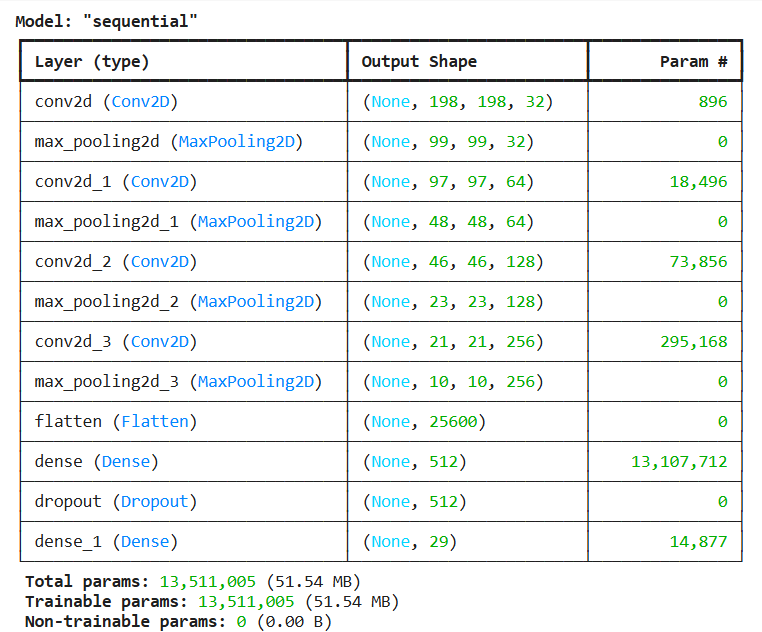 Model: "sequential"
Layer (type) Output Shape Param #
conv2d (Conv2D) (None, 198, 198, 32) 896
max_pooling2d (MaxPooling2D) (None, 99, 99, 32) 0
conv2d_1 (Conv2D) (None, 97, 97, 64) 18,496
max_pooling2d_1 (MaxPooling2D) (None, 48, 48, 64) 0
conv2d_2 (Conv2D) (None, 46, 46, 128) 73,856
max_pooling2d_2 (MaxPooling2D) (None, 23, 23, 128) 0
conv2d_3 (Conv2D) (None, 21, 21, 256) 295,168
max_pooling2d_3 (MaxPooling2D) (None, 10, 10, 256) 0
flatten (Flatten) (None, 25600) 0
dense (Dense) (None, 512) 13,107,712
dropout (Dropout) (None, 512) 0
dense_1 (Dense) (None, 29) 14,877
Total params: 13,511,005 (51.54 MB)
Trainable params: 13,511,005 (51.54 MB)
Non-trainable params: 0 (0.00 B)